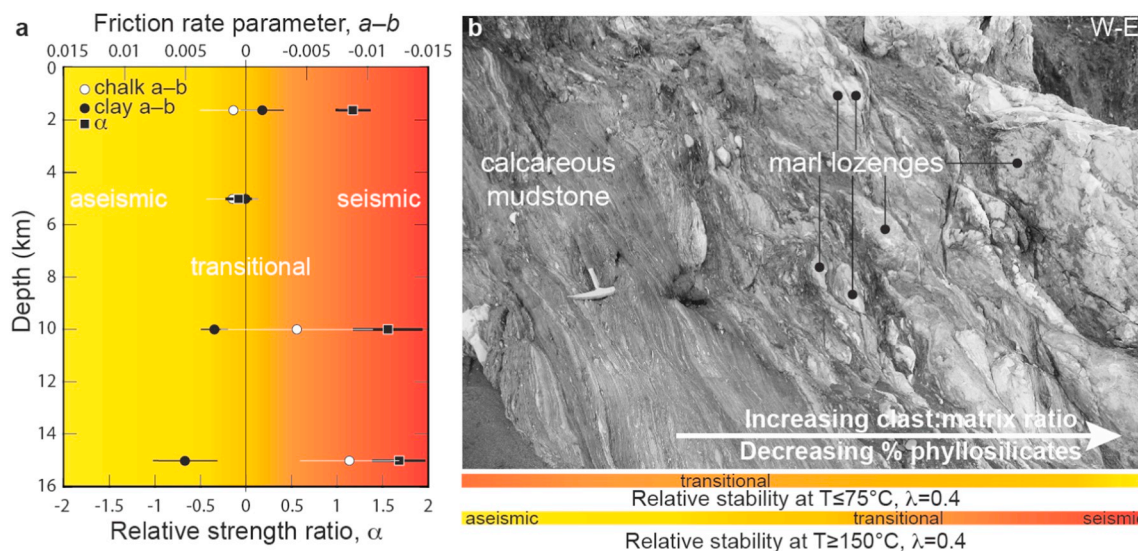 a
Friction rate parameter, a–b
0.015 0.01 0.005 0 -0.005 -0.01 -0.015
0
2
4
6
8
10
12
14
16
Depth (km)
chalk a–b
clay a–b
α
aseismic
seismic
transitional
-2 -1.5 -1 -0.5 0 0.5 1 1.5 2
Relative strength ratio, α
b
W-E
calcareous
mudstone
marl lozenges
Increasing clast:matrix ratio
Decreasing % phyllosilicates
transitional
Relative stability at T≤75°C, λ=0.4
aseismic transitional seismic
Relative stability at T≥150°C, λ=0.4